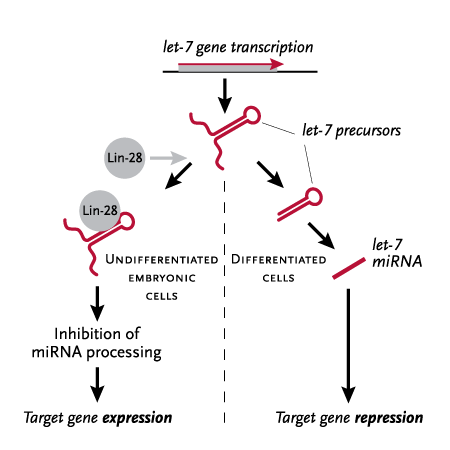 let-7 gene transcription
let-7 precursors
Lin-28
Lin-28
UNDIFFERENTIATED
EMBRYONIC
CELLS
DIFFERENTIATED
CELLS
let-7
miRNA
Inhibition of
miRNA processing
Target gene expression
Target gene repression